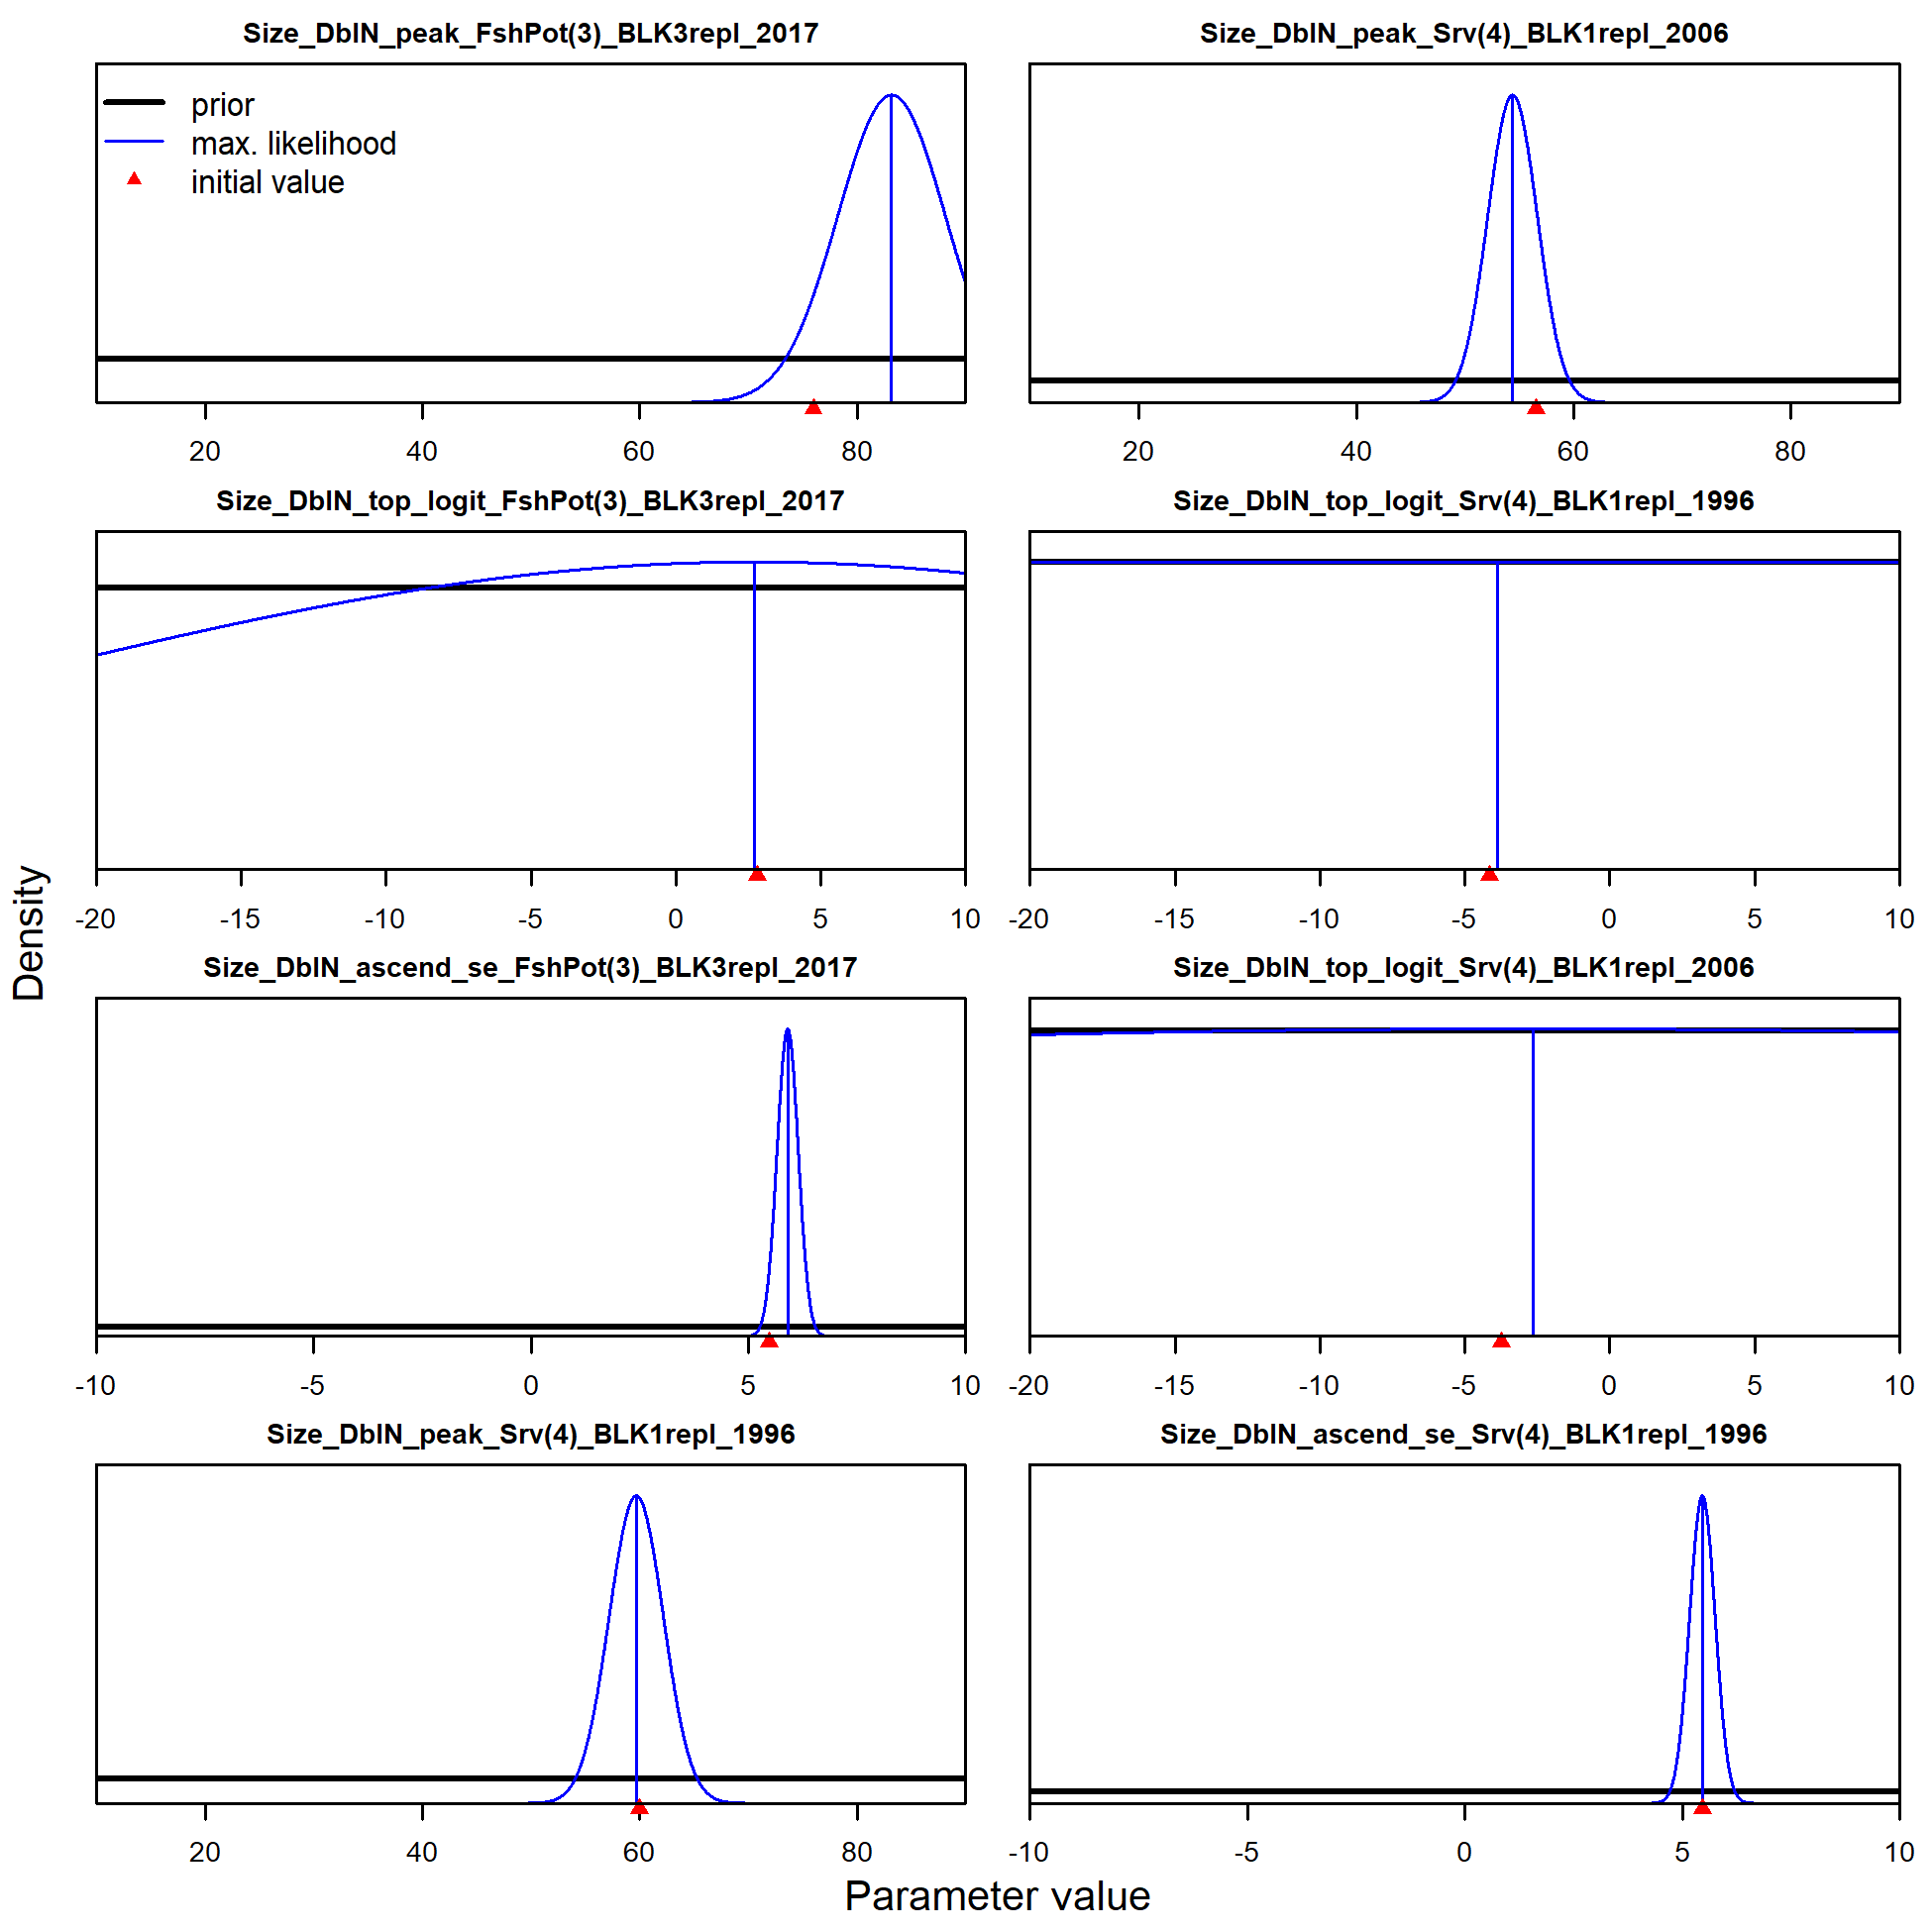 Size_DblN_peak_FshPot(3)_BLK3repl_2017
prior
max. likelihood
initial value
20 40 60 80
Size_DblN_peak_Srv(4)_BLK1repl_2006
20 40 60 80
Size_DblN_top_logit_FshPot(3)_BLK3repl_2017
-20 -15 -10 -5 0 5 10
Size_DblN_top_logit_Srv(4)_BLK1repl_1996
-20 -15 -10 -5 0 5 10
Density
Size_DblN_ascend_se_FshPot(3)_BLK3repl_2017
-10 -5 0 5 10
Size_DblN_top_logit_Srv(4)_BLK1repl_2006
-20 -15 -10 -5 0 5 10
Size_DblN_peak_Srv(4)_BLK1repl_1996
20 40 60 80
Size_DblN_ascend_se_Srv(4)_BLK1repl_1996
-10 -5 0 5 10
Parameter value